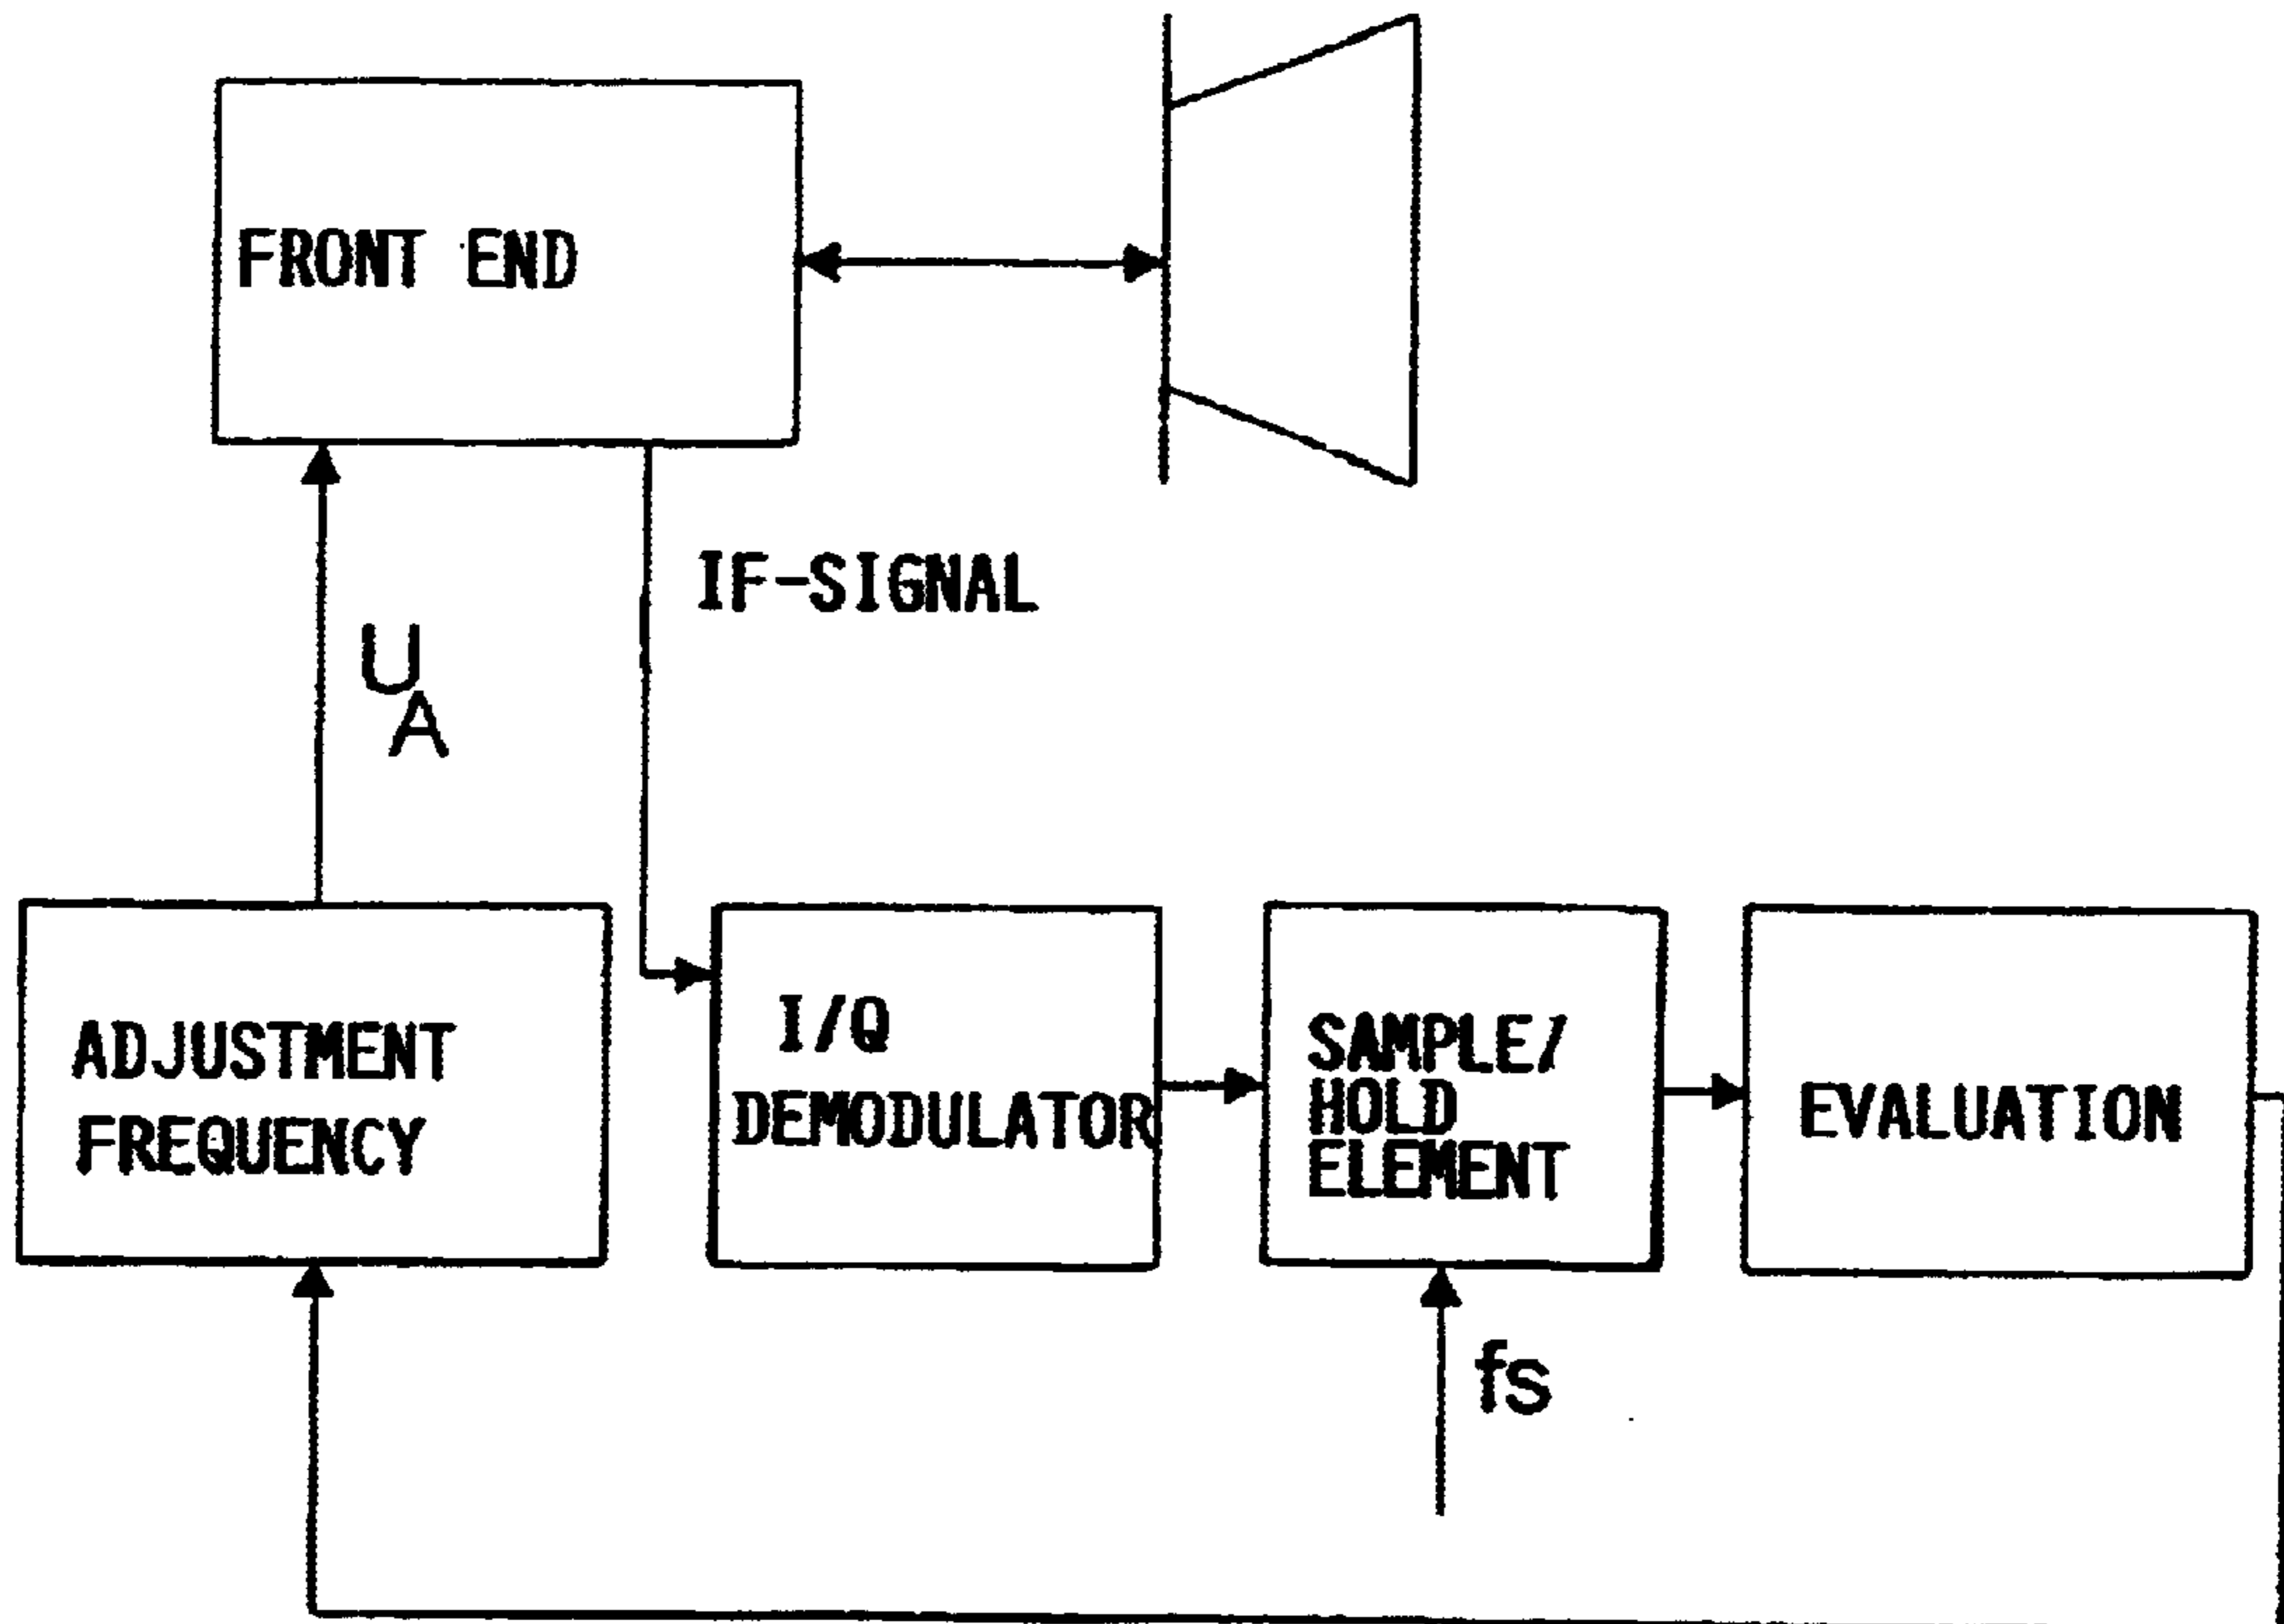 FRONT END
IF-SIGNAL
U
A
ADJUSTMENT
FREQUENCY
I/Q
DEMODULATOR
SAMPLE/
HOLD
ELEMENT
EVALUATION
fs